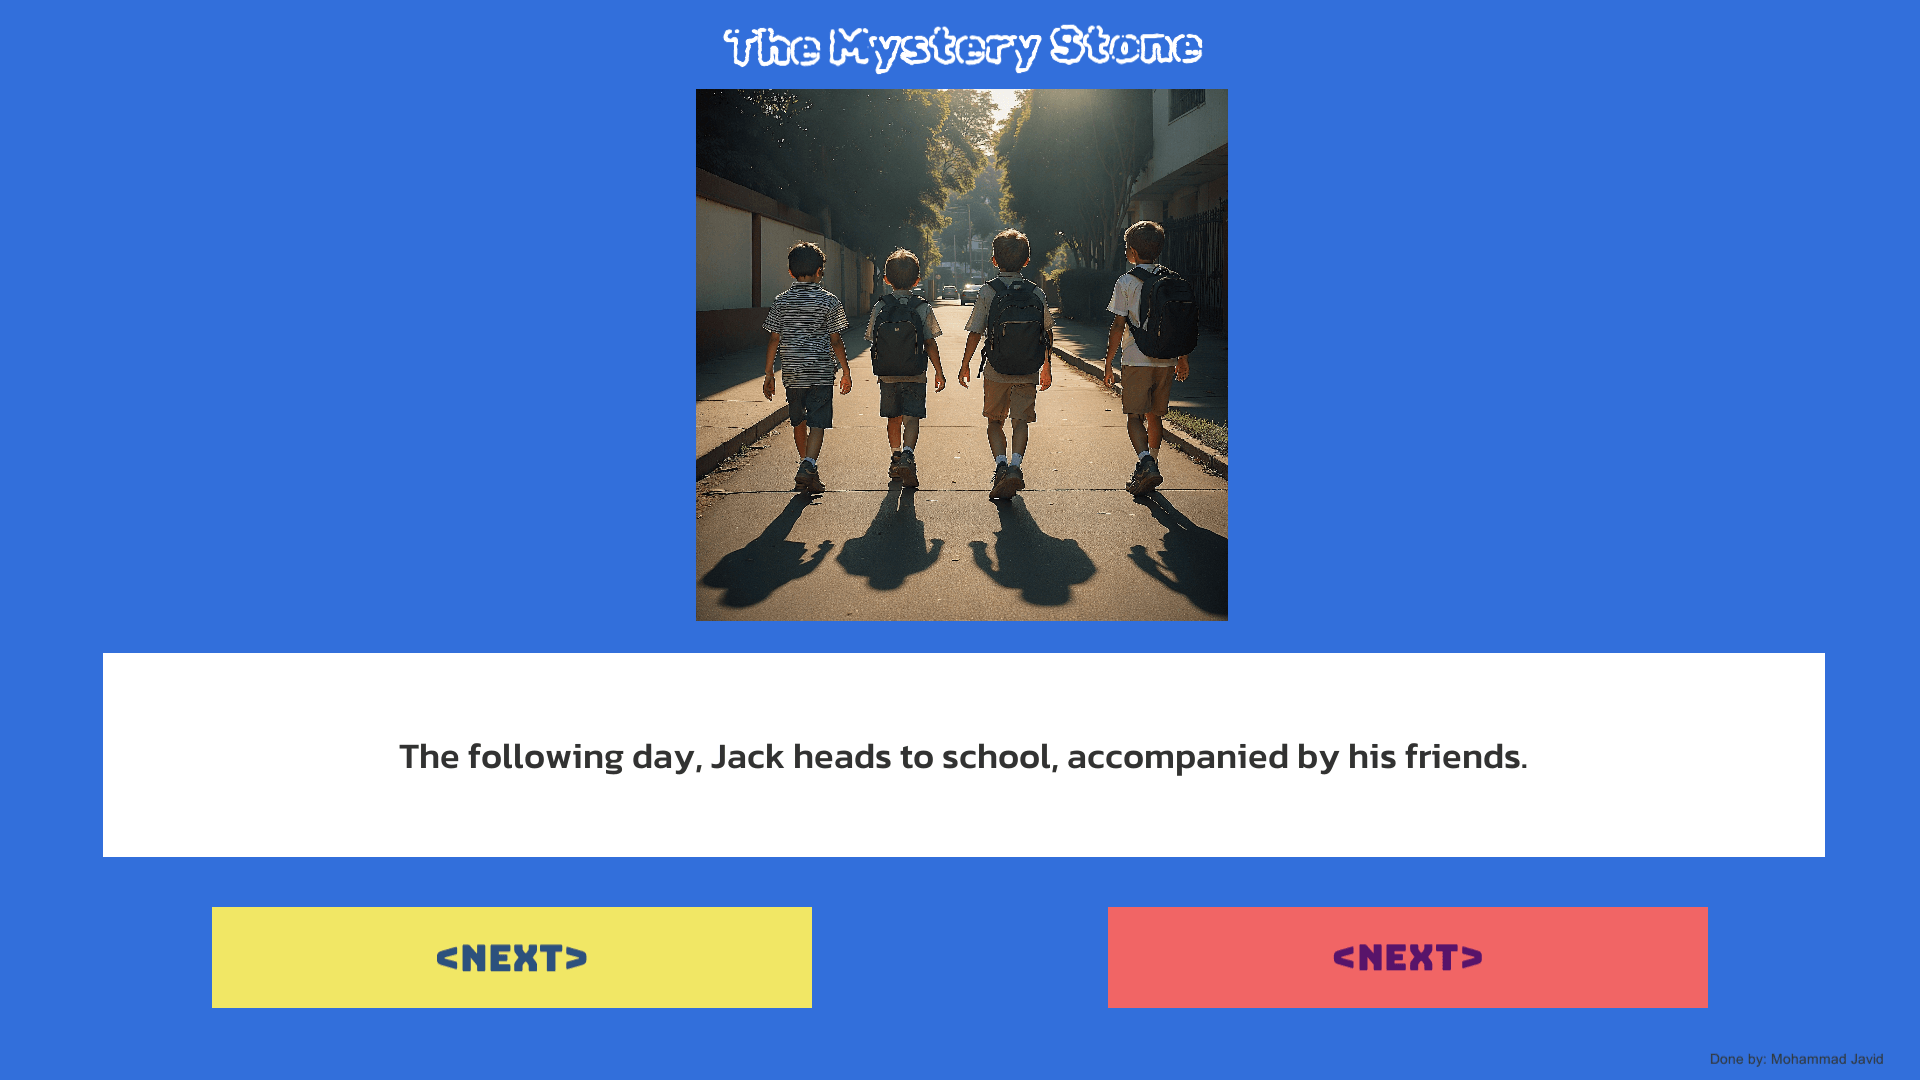 The Mystery Stone
The following day, Jack heads to school, accompanied by his friends.
<NEXT>
<NEXT>
Done by: Mohammad Javid